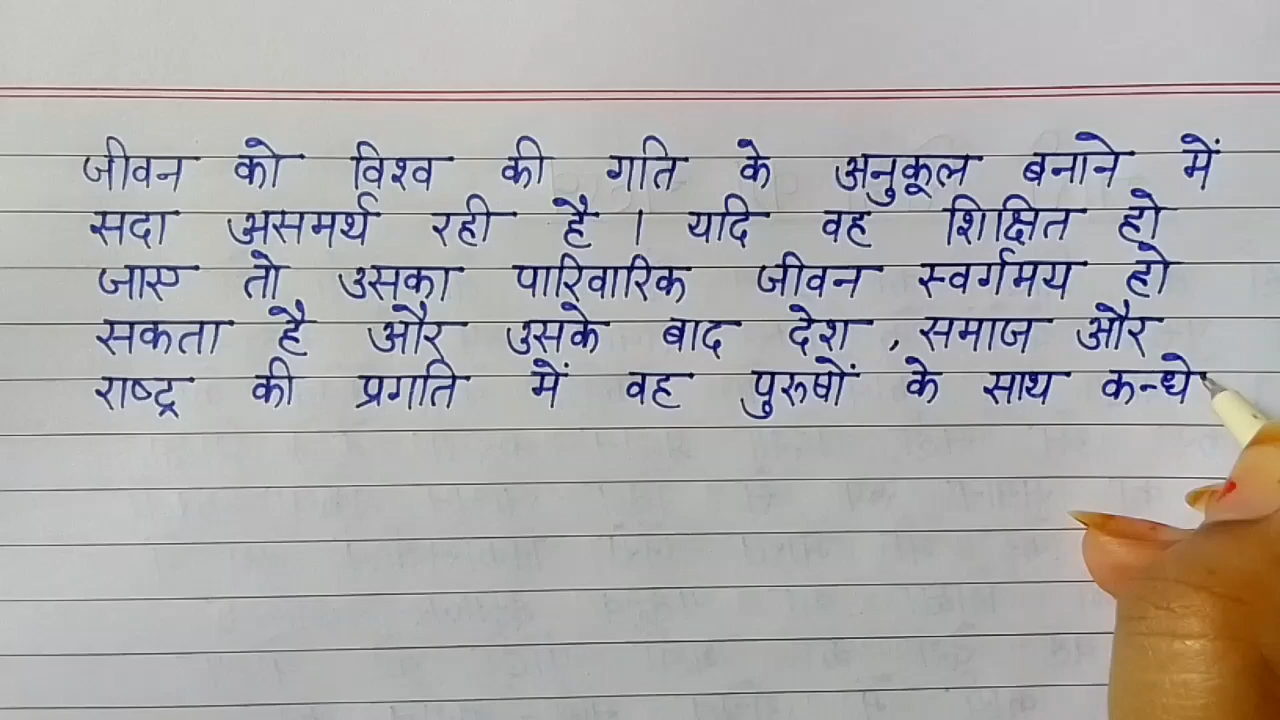 जीवन को विश्व की गति के अनुकूल बनाने में
सदा असमर्थ रही है । यदि वह शिक्षित हो
जाए तो उसका पारिवारिक जीवन स्वर्गमय हो
सकता है और उसके बाद देश , समाज और
राष्ट्र की प्रगति में वह पुरुषों के साथ कन्धे